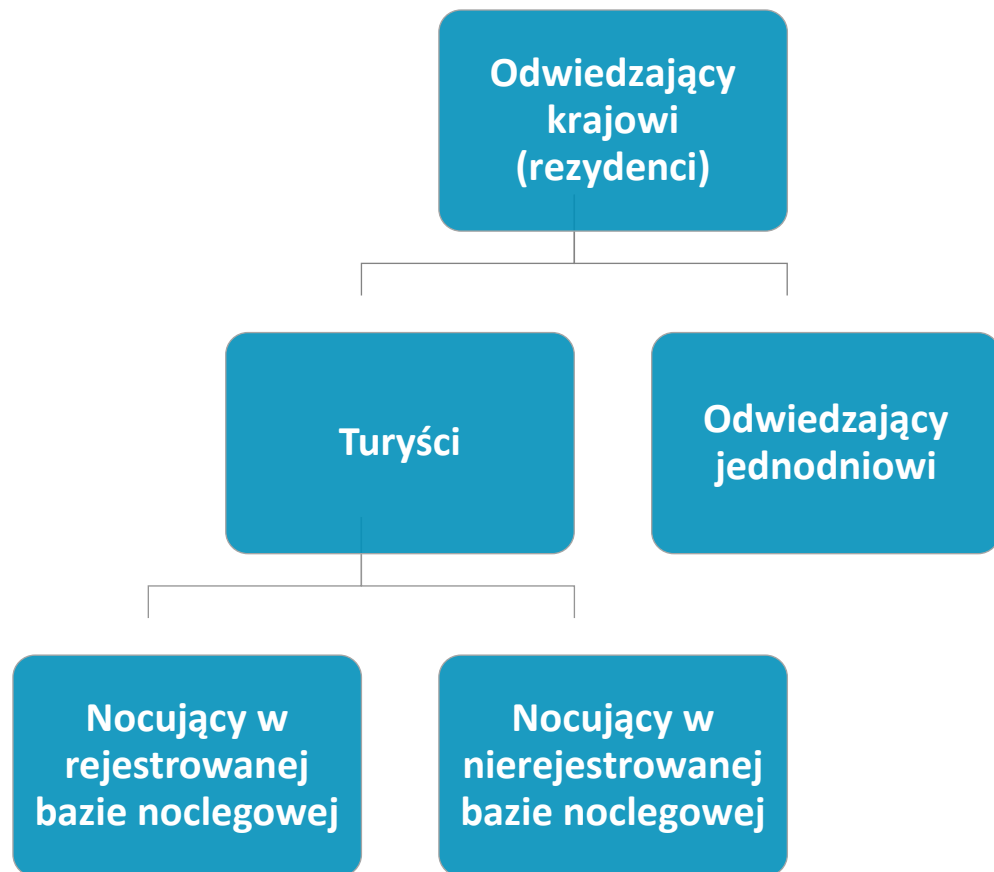 Odwiedzający
krajowi
(rezydenci)
Turyści
Odwiedzający
jednodniowi
Nocujący w
rejestrowanej
bazie noclegowej
Nocujący w
nierejestrowanej
bazie noclegowej